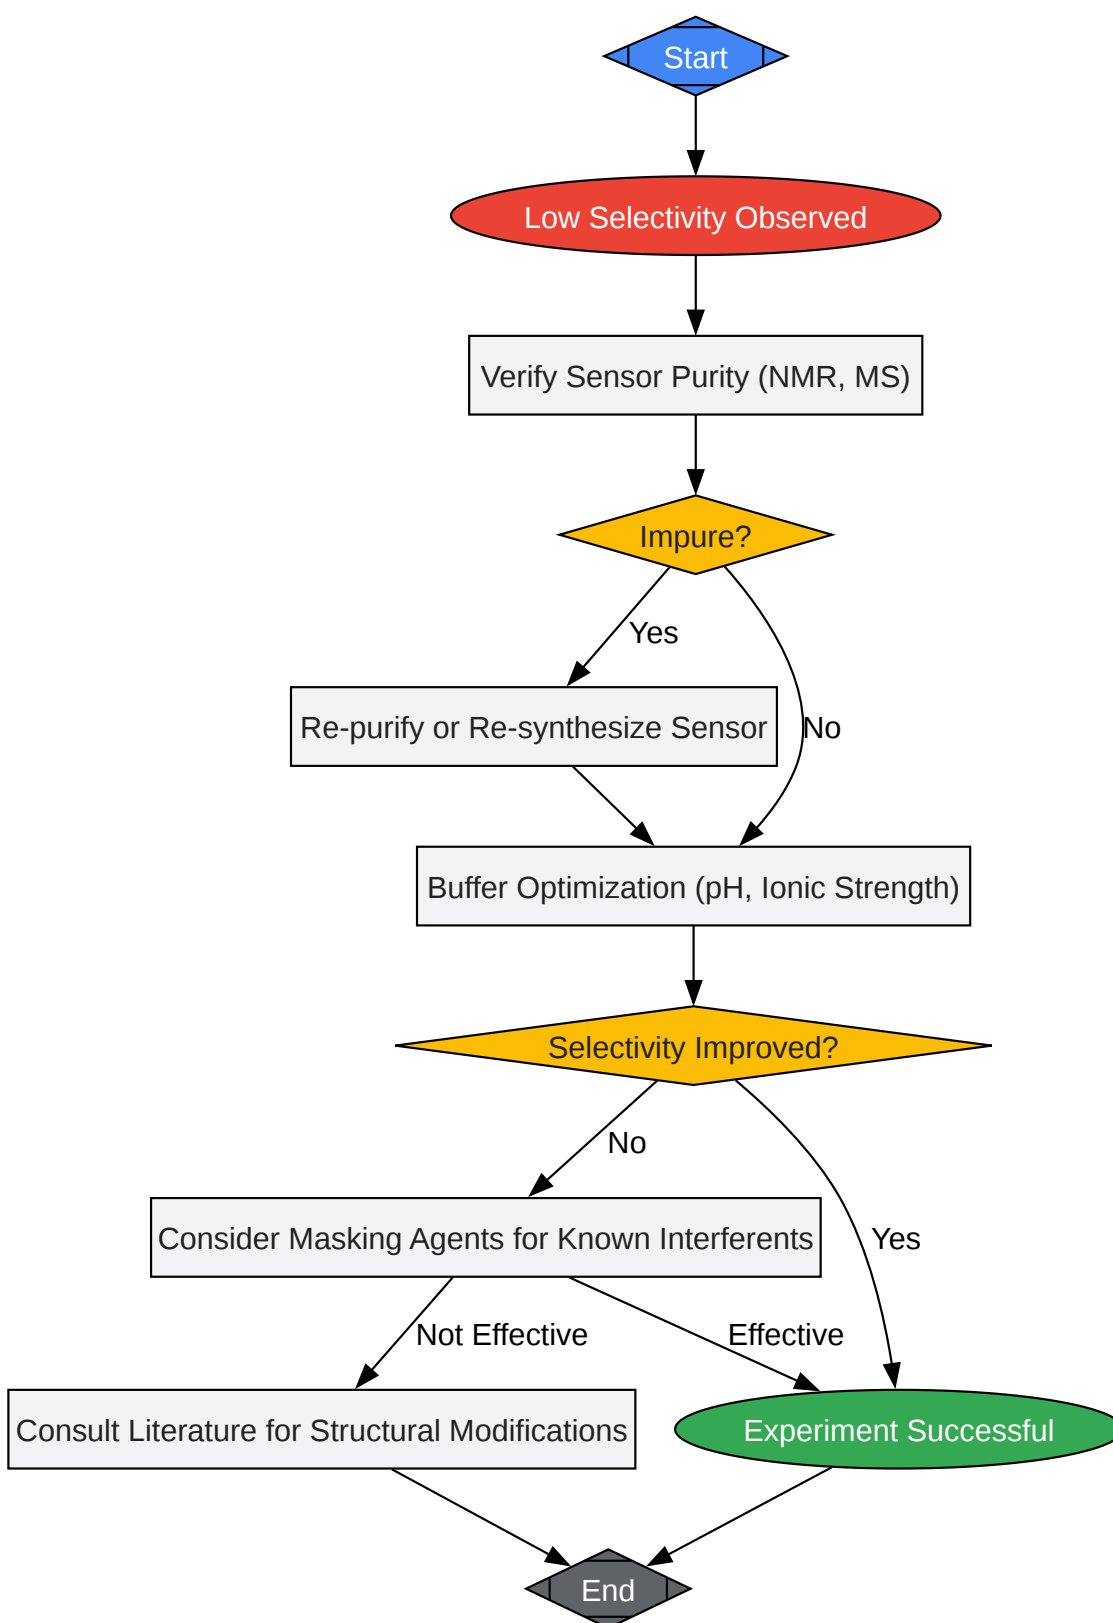 Start
Low Selectivity Observed
Verify Sensor Purity (NMR, MS)
Impure?
Yes
Re-purify or Re-synthesize Sensor
No
Buffer Optimization (pH, Ionic Strength)
Selectivity Improved?
No
Consider Masking Agents for Known Interferents
Yes
Not Effective
Effective
Consult Literature for Structural Modifications
Experiment Successful
End